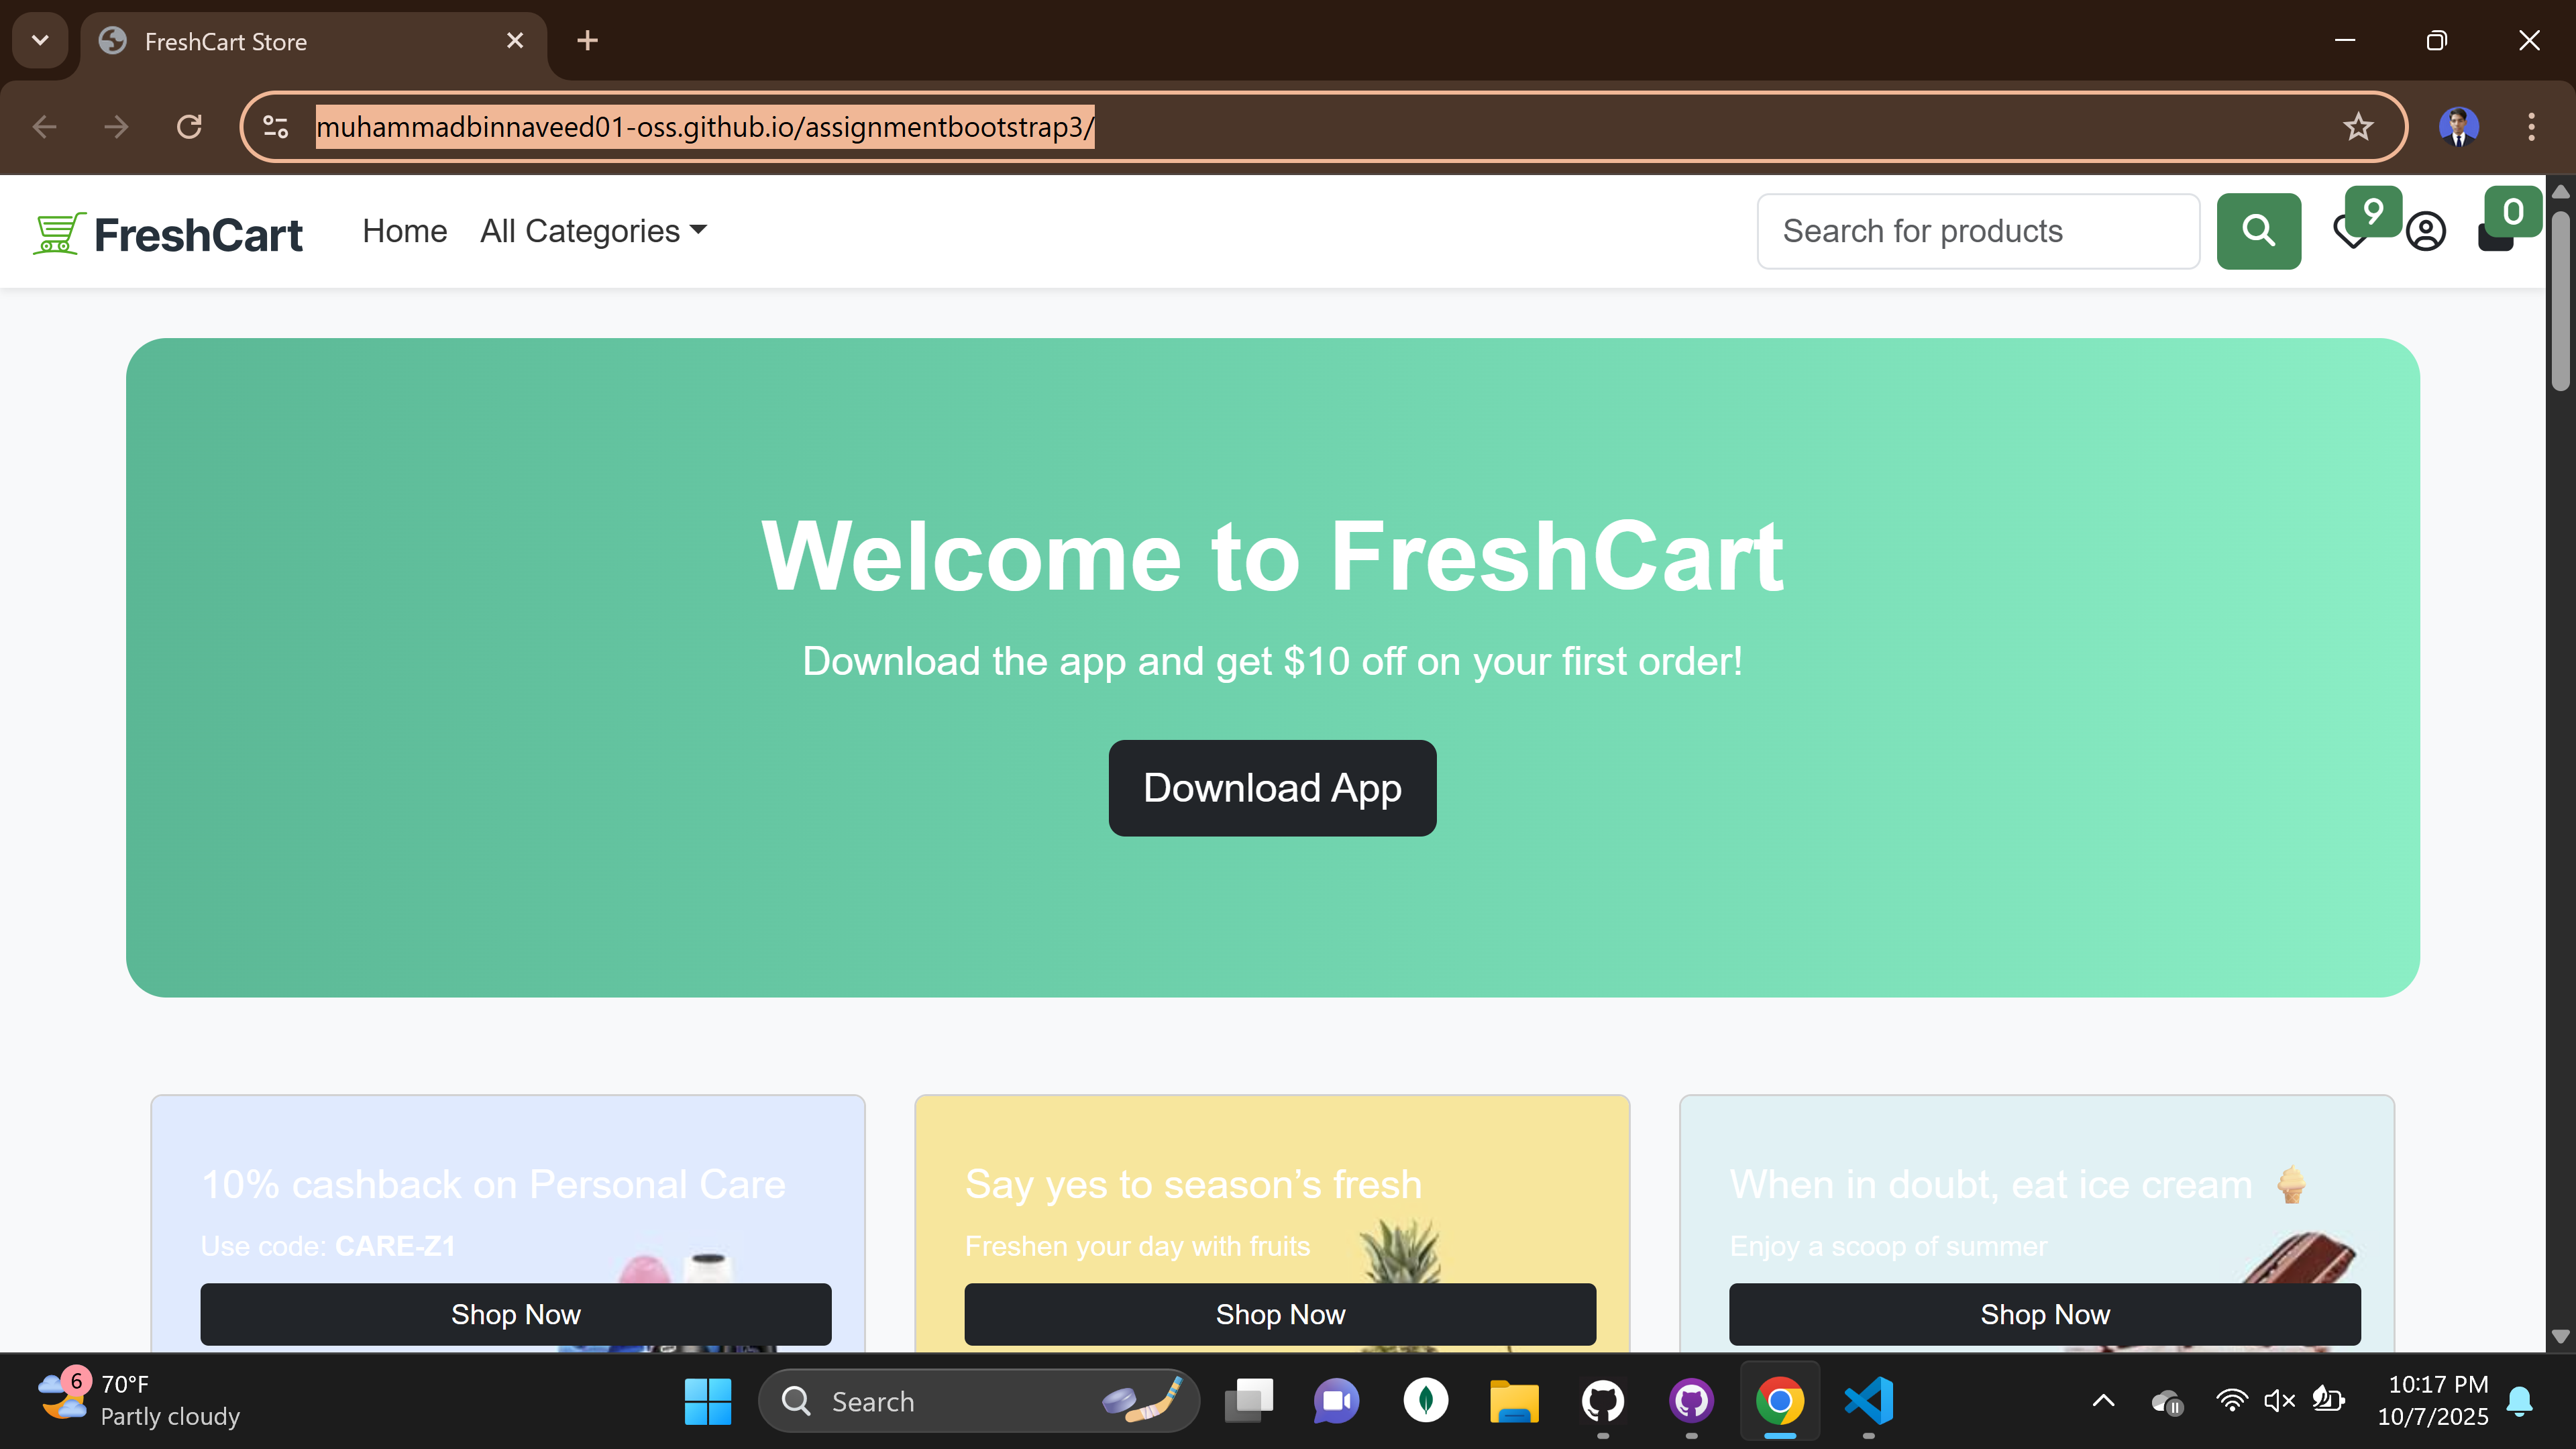 FreshCart Store
muhammadbinnaveed01-oss.github.io/assignmentbootstrap3/
FreshCart
Home
All Categories
Search for products
9
0
Welcome to FreshCart
Download the app and get $10 off on your first order!
Download App
10% cashback on Personal Care
Use code: CARE-Z1
Shop Now
Say yes to season’s fresh
Freshen your day with fruits
Shop Now
When in doubt, eat ice cream 🍦
Enjoy a scoop of summer
Shop Now
6
70°F
Partly cloudy
Search
10:17 PM
10/7/2025